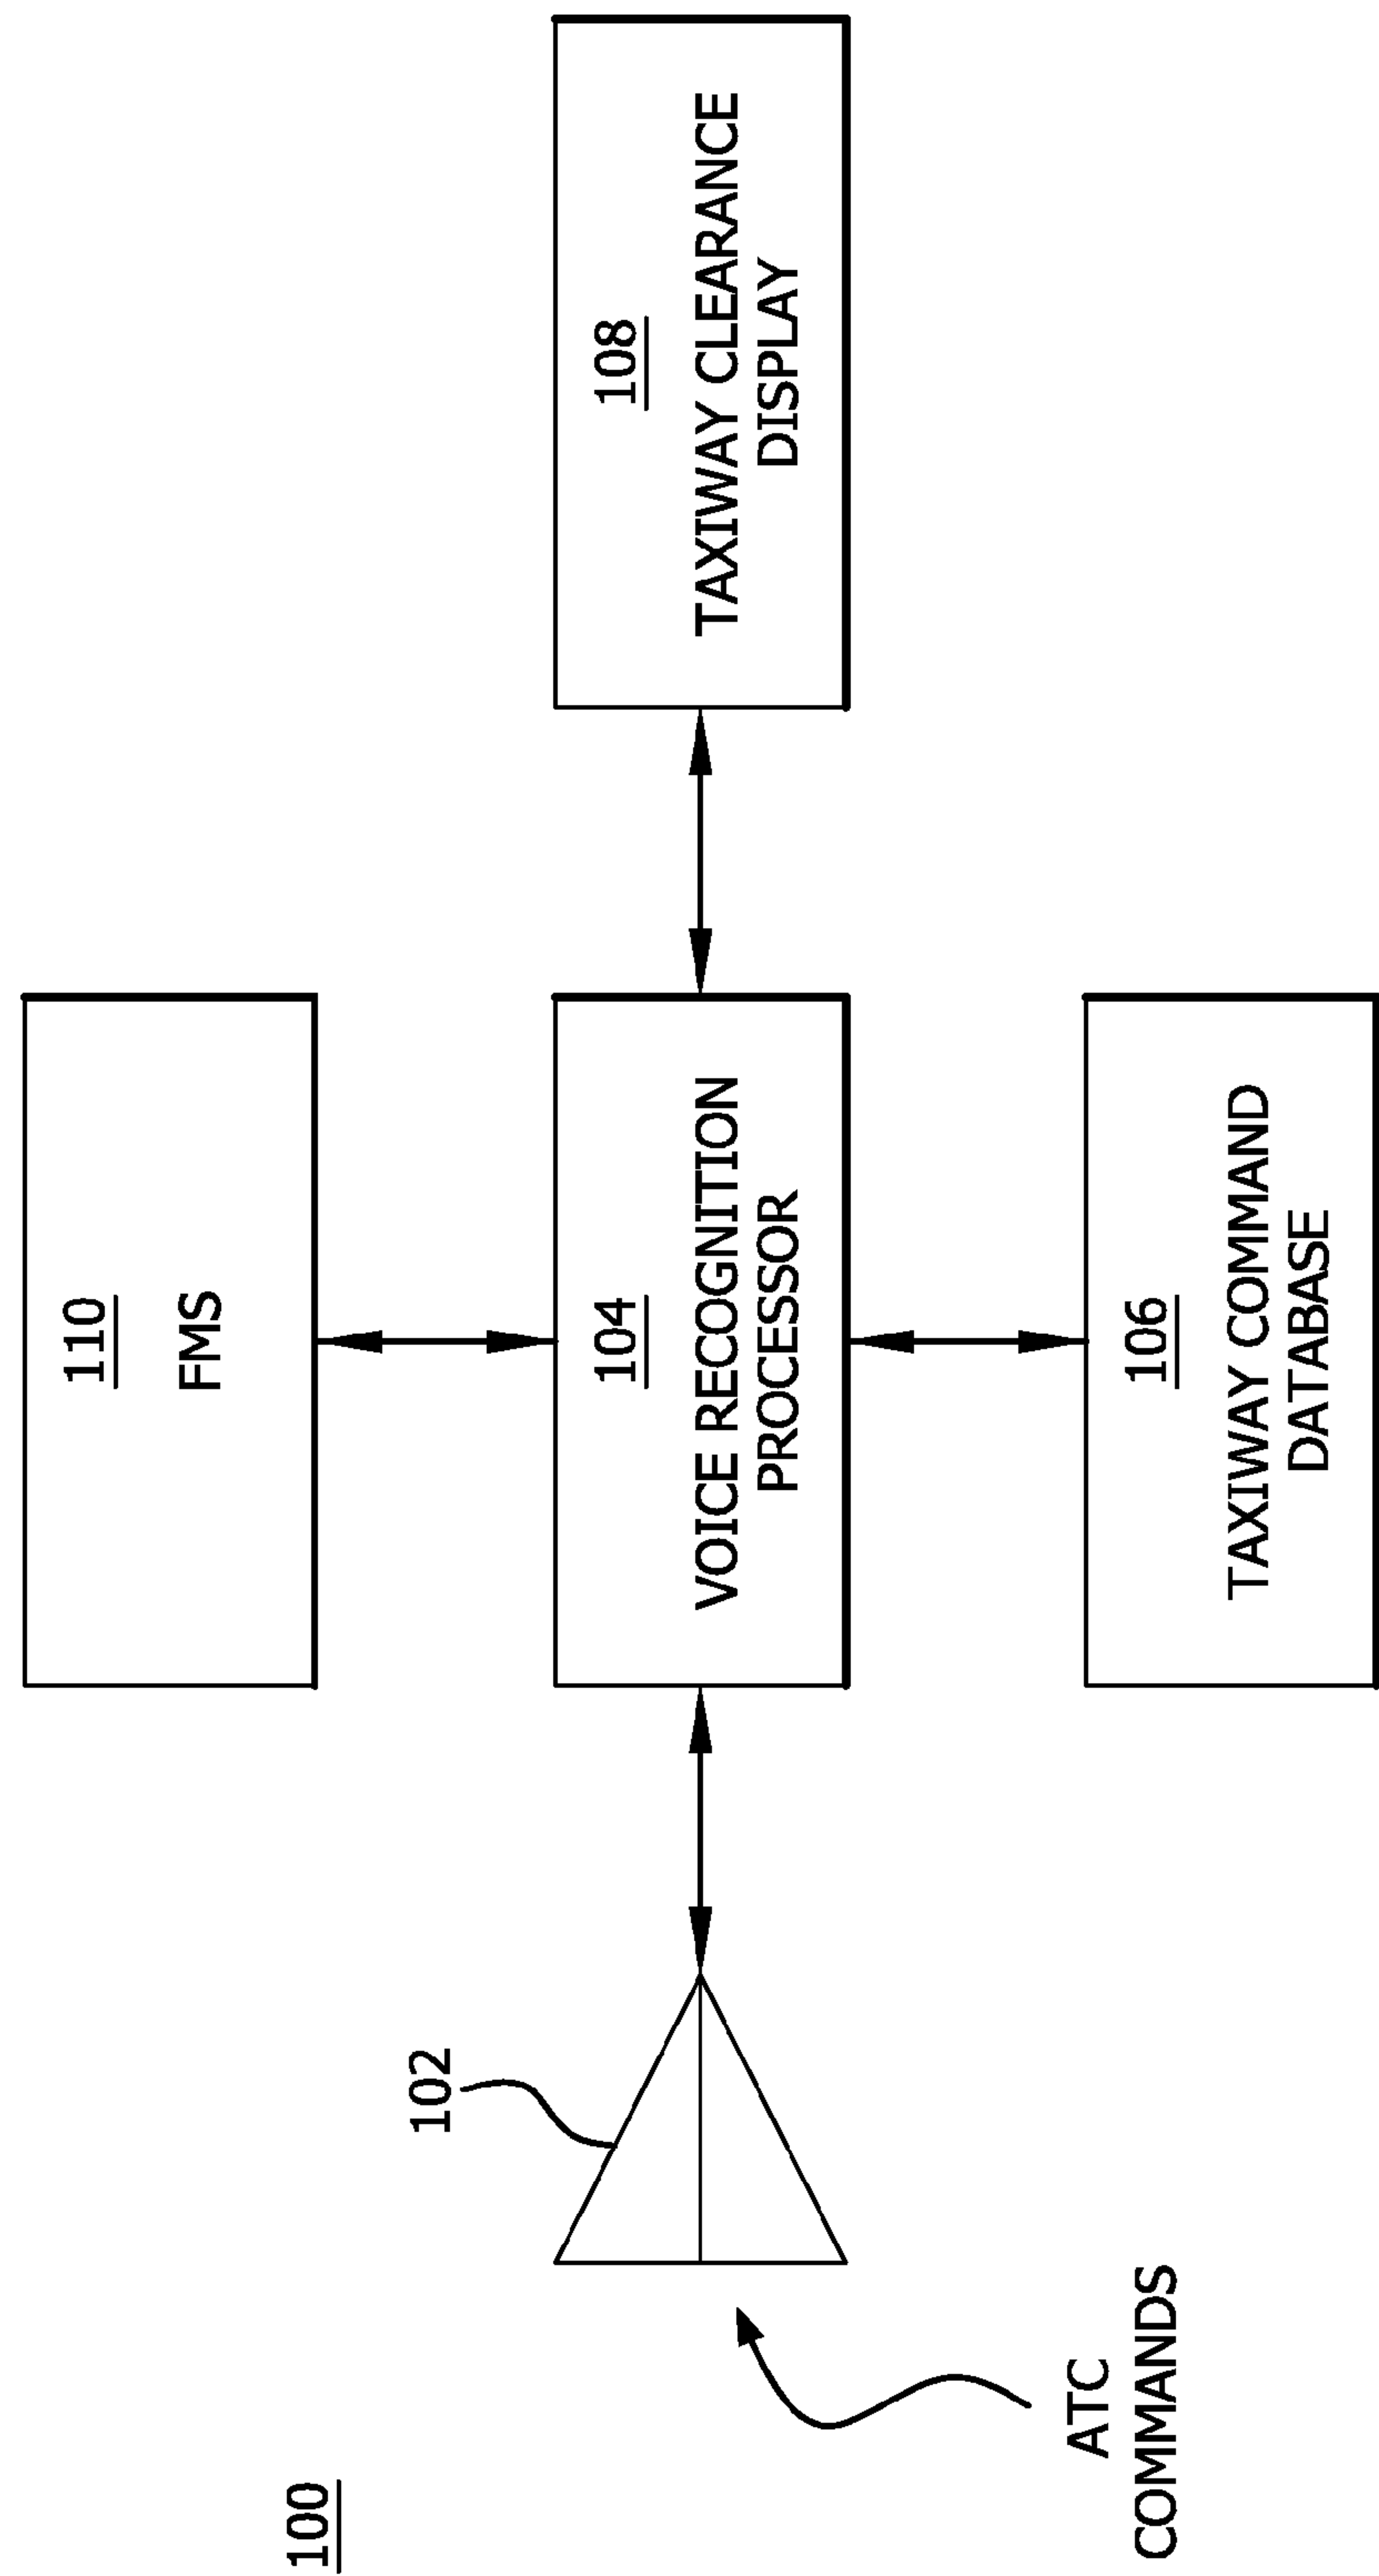 100
110
FMS
102
104
VOICE RECOGNITION
PROCESSOR
108
TAXIWAY CLEARANCE
DISPLAY
ATC
COMMANDS
106
TAXIWAY COMMAND
DATABASE